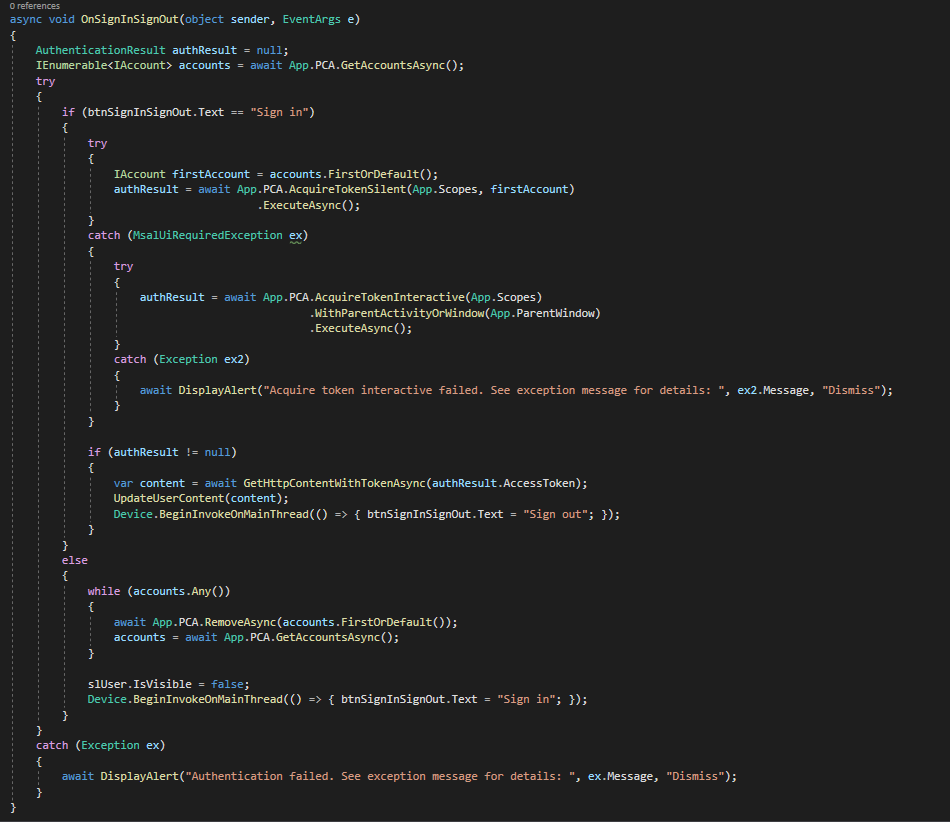 0 references
async void OnSignInSignOut(object sender, EventArgs e)
{
    AuthenticationResult authResult = null;
    IEnumerable<IAccount> accounts = await App.PCA.GetAccountsAsync();
    try
    {
        if (btnSignInSignOut.Text == "Sign in")
        {
            try
            {
                IAccount firstAccount = accounts.FirstOrDefault();
                authResult = await App.PCA.AcquireTokenSilent(App.Scopes, firstAccount)
                                      .ExecuteAsync();
            }
            catch (MsalUiRequiredException ex)
            {
                try
                {
                    authResult = await App.PCA.AcquireTokenInteractive(App.Scopes)
                                              .WithParentActivityOrWindow(App.ParentWindow)
                                              .ExecuteAsync();
                }
                catch (Exception ex2)
                {
                    await DisplayAlert("Acquire token interactive failed. See exception message for details: ", ex2.Message, "Dismiss");
                }
            }

            if (authResult != null)
            {
                var content = await GetHttpContentWithTokenAsync(authResult.AccessToken);
                UpdateUserContent(content);
                Device.BeginInvokeOnMainThread(() => { btnSignInSignOut.Text = "Sign out"; });
            }
        }
        else
        {
            while (accounts.Any())
            {
                await App.PCA.RemoveAsync(accounts.FirstOrDefault());
                accounts = await App.PCA.GetAccountsAsync();
            }

            slUser.IsVisible = false;
            Device.BeginInvokeOnMainThread(() => { btnSignInSignOut.Text = "Sign in"; });
        }
    }
    catch (Exception ex)
    {
        await DisplayAlert("Authentication failed. See exception message for details: ", ex.Message, "Dismiss");
    }
}